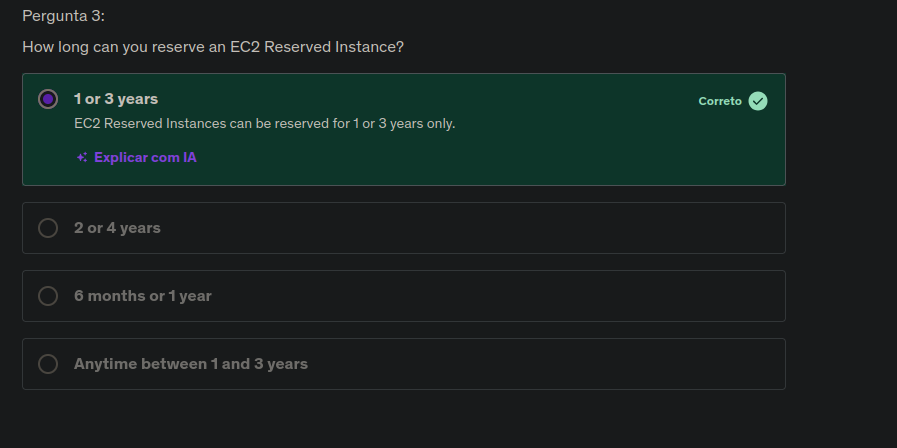 Pergunta 3:
How long can you reserve an EC2 Reserved Instance?
1 or 3 years
Correto
EC2 Reserved Instances can be reserved for 1 or 3 years only.
Explicar com IA
2 or 4 years
6 months or 1 year
Anytime between 1 and 3 years